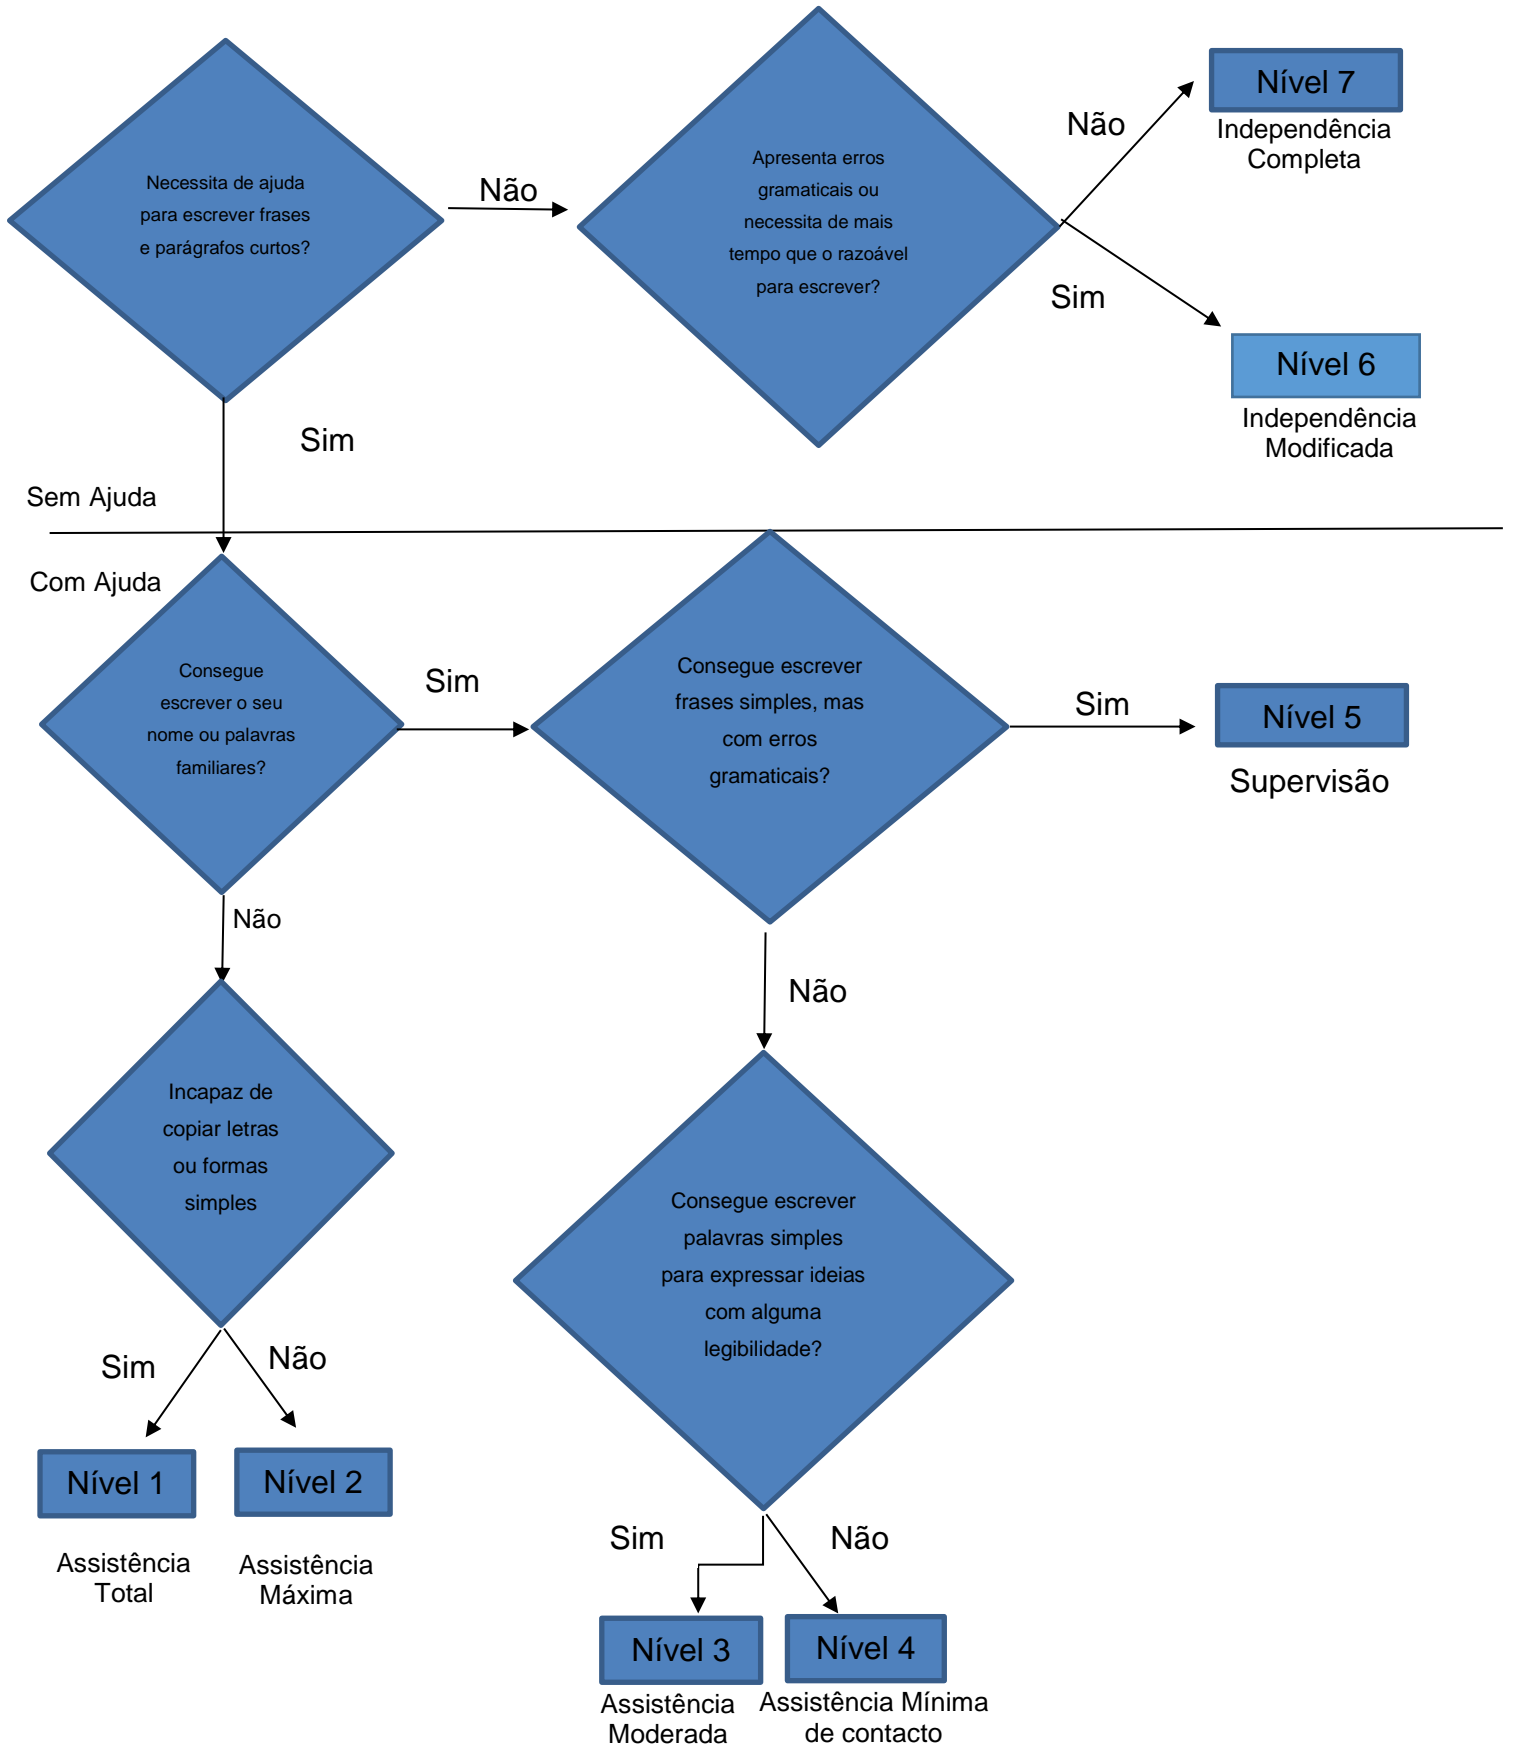 Necessita de ajuda
para escrever frases
e parágrafos curtos?
Não
Apresenta erros
gramaticais ou
necessita de mais
tempo que o razoável
para escrever?
Não
Nível 7
Independência
Completa
Sim
Nível 6
Independência
Modificada
Sim
Sem Ajuda
Com Ajuda
Consegue
escrever o seu
nome ou palavras
familiares?
Sim
Consegue escrever
frases simples, mas
com erros
gramaticais?
Sim
Nível 5
Supervisão
Não
Não
Incapaz de
copiar letras
ou formas
simples
Consegue escrever
palavras simples
para expressar ideias
com alguma
legibilidade?
Sim
Não
Nível 1
Assistência
Total
Nível 2
Assistência
Máxima
Sim
Não
Nível 3
Assistência
Moderada
Nível 4
Assistência Mínima
de contacto